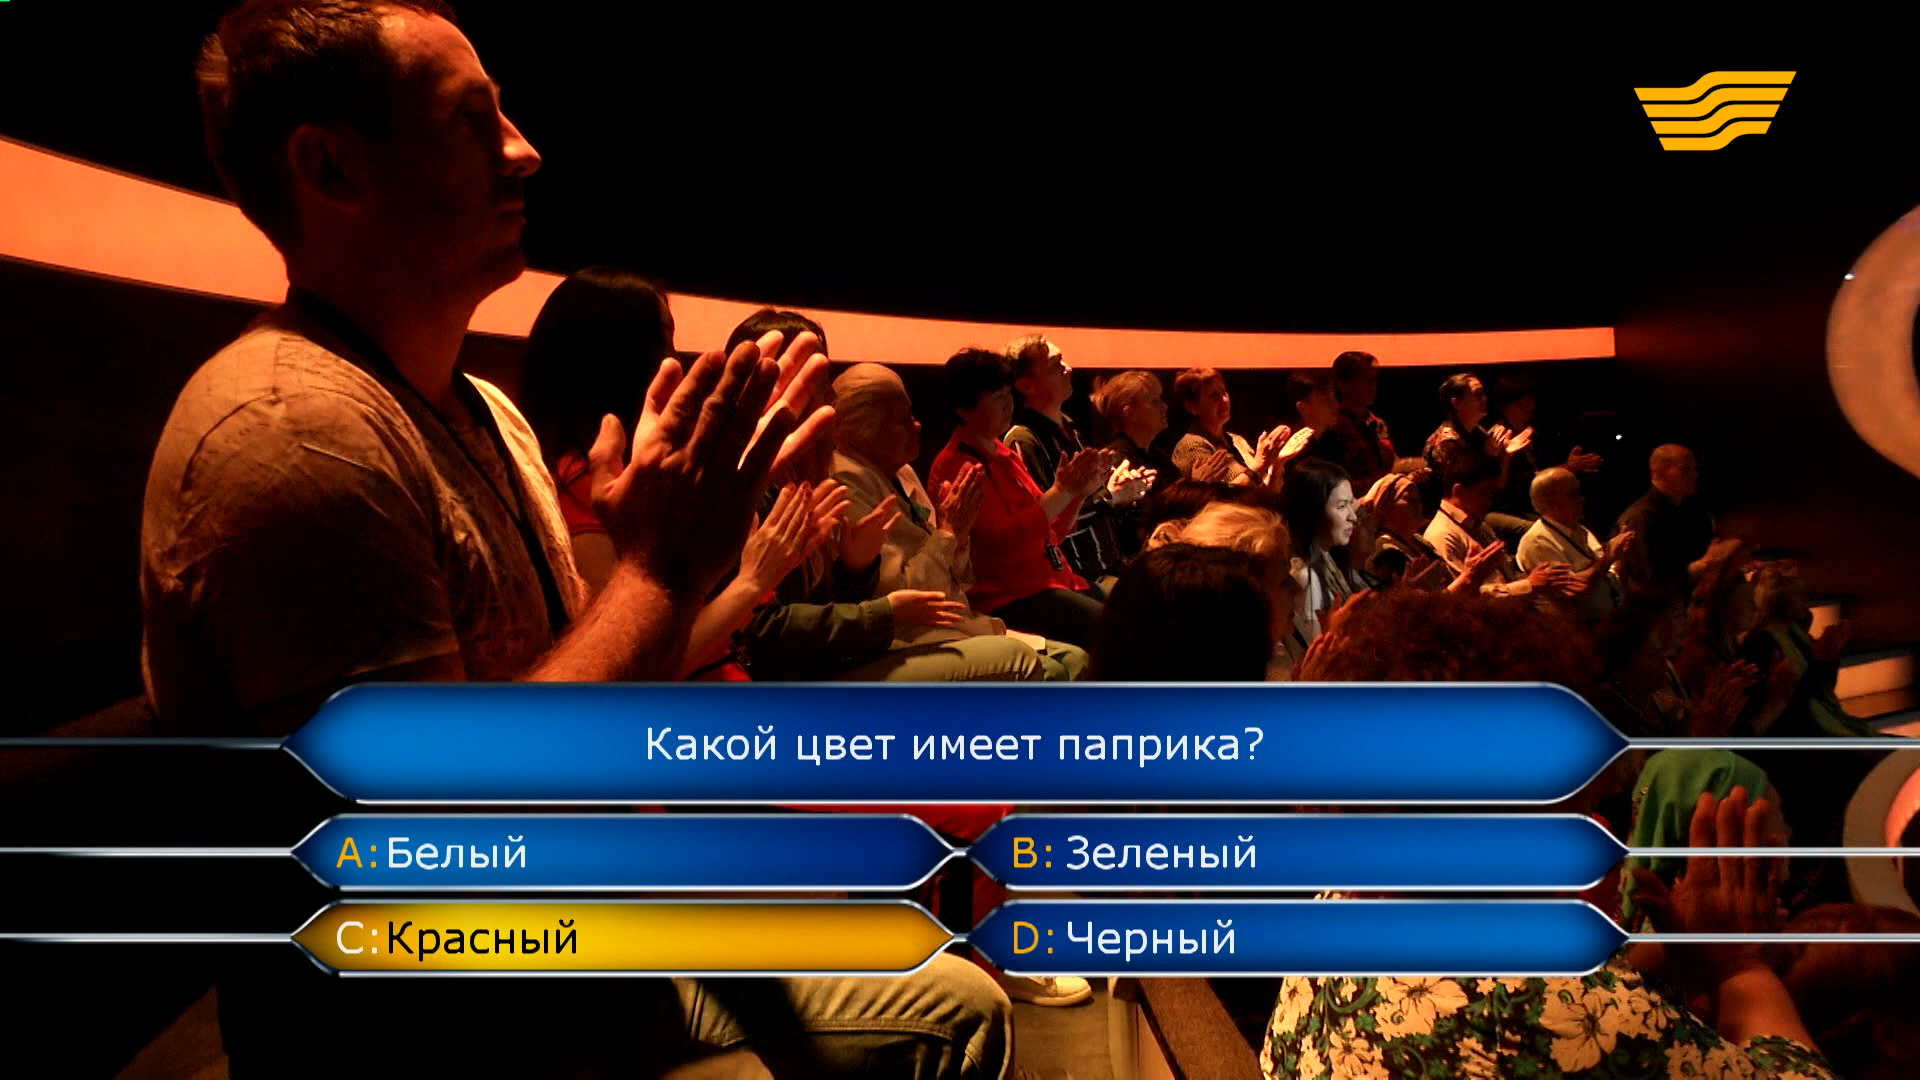 Какой цвет имеет паприка?
A: Белый
B: Зеленый
C: Красный
D: Черный